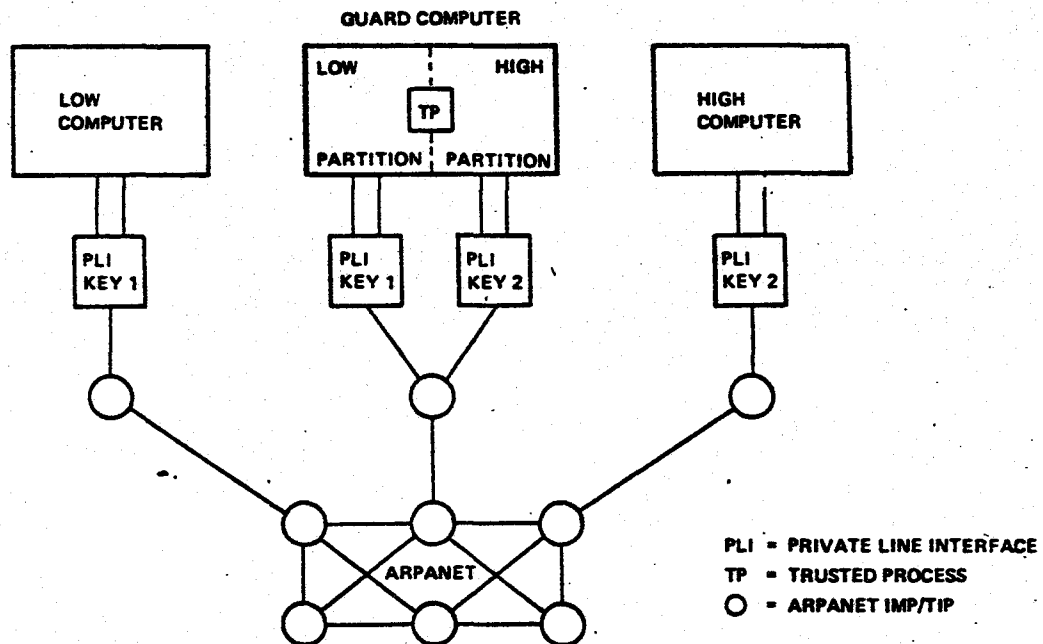 GUARD COMPUTER
LOW
COMPUTER
LOW
HIGH
TP
PARTITION
PARTITION
HIGH
COMPUTER
PLI
KEY 1
PLI
KEY 1
PLI
KEY 2
PLI
KEY 2
ARPANET
PLI = PRIVATE LINE INTERFACE
TP = TRUSTED PROCESS
= ARPANET IMP/TIP